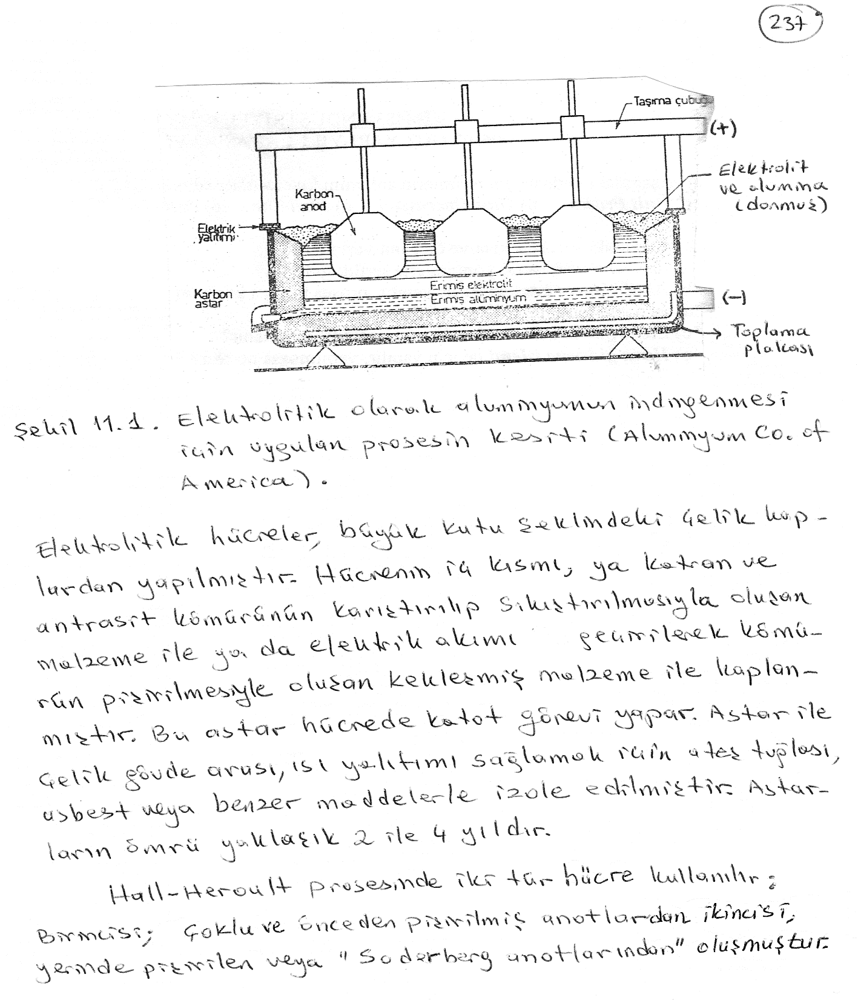 237
Taşıma çubuğu
(+)
Elektrolit
ve alumina
(donmuş)
Karbon
anod
Elektrik
yalıtımı
Erimiş elektrolit
Karbon
astar
Erimiş alüminyum
(-)
Toplama
plakası
Şekil 11.1. Elektrolitik olarak aluminyumun indirgenmesi
için uygulan prosesin kesiti (Aluminyum Co. of
America).
Elektrolitik hücreler, büyük kutu şeklindeki çelik kap-
lardan yapılmıştır. Hücrenin iç kısmı, ya katran ve
antrasit kömürünün karıştırılıp sıkıştırılmasıyla oluşan
malzeme ile ya da elektrik akımı geçirilerek kömü-
rün pişirilmesiyle oluşan kekleşmiş malzeme ile kaplan-
mıştır. Bu astar hücrede katot görevi yapar. Astar ile
çelik gövde arası, ısı yalıtımı sağlamak için ateş tuğlası,
asbest veya benzer maddelerle izole edilmiştir. Astar-
ların ömrü yaklaşık 2 ile 4 yıldır.
Hall-Heroult prosesinde iki tür hücre kullanılır;
Birincisi; çoklu ve önceden pişirilmiş anotlardan ikincisi,
yerinde pişirilen veya "Soderberg anotlarından" oluşmuştur.